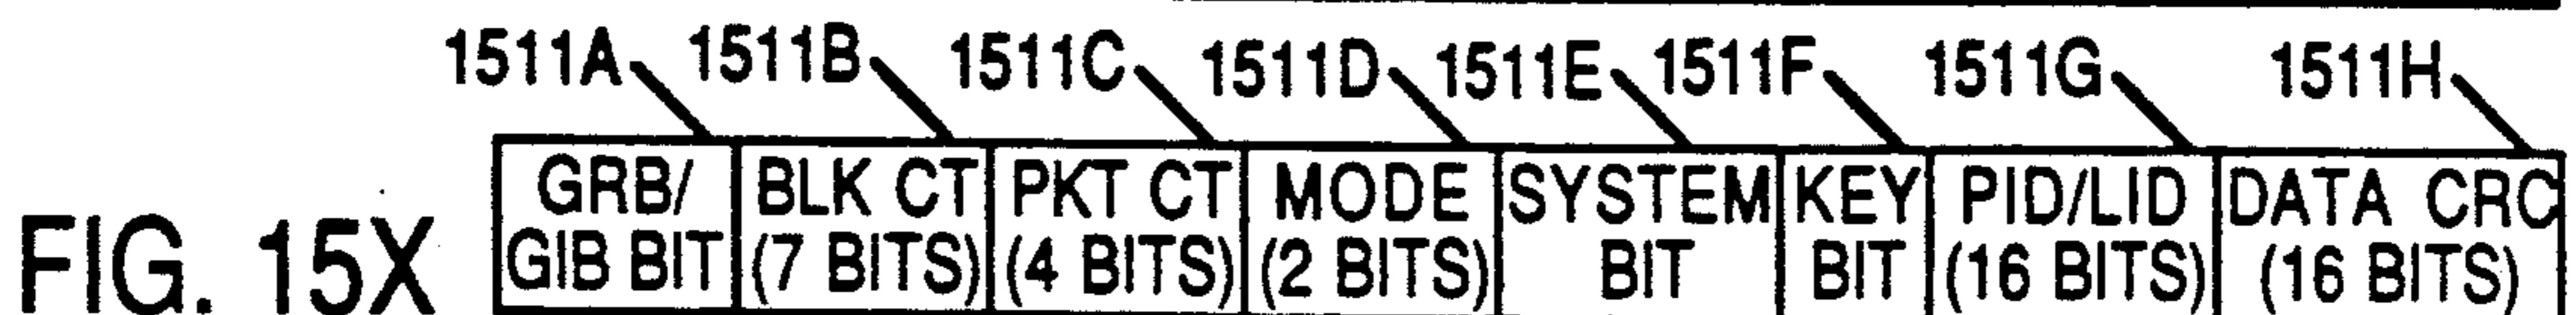 1511A 1511B 1511C 1511D 1511E 1511F 1511G 1511H
GRB/ BLK CT PKT CT MODE SYSTEM KEY PID/LID DATA CRC
GIB BIT (7 BITS) (4 BITS) (2 BITS) BIT BIT (16 BITS) (16 BITS)
FIG. 15X